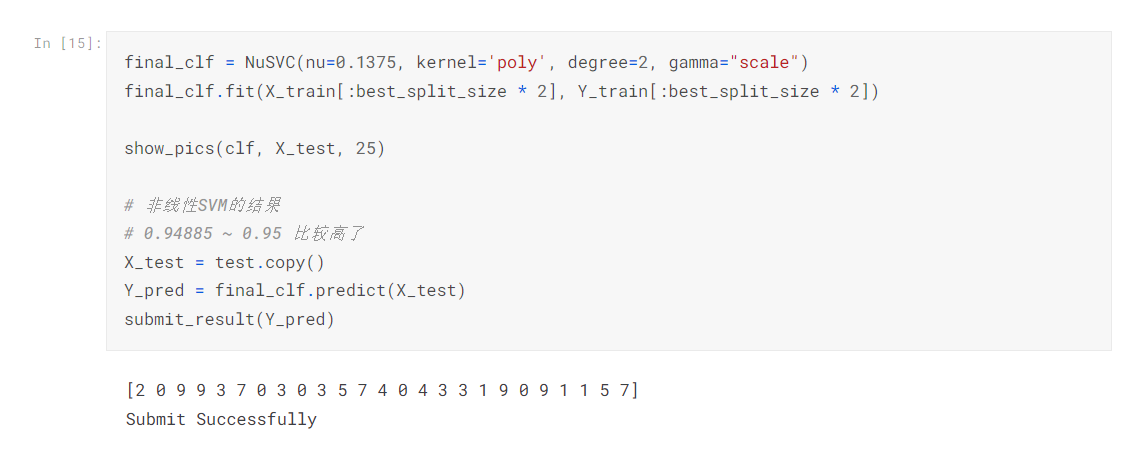 In [15]:
final_clf = NuSVC(nu=0.1375, kernel='poly', degree=2, gamma="scale")
final_clf.fit(X_train[:best_split_size * 2], Y_train[:best_split_size * 2])
show_pics(clf, X_test, 25)
# 非线性SVM的结果
# 0.94885 ~ 0.95 比较高了
X_test = test.copy()
Y_pred = final_clf.predict(X_test)
submit_result(Y_pred)
[2 0 9 9 3 7 0 3 0 3 5 7 4 0 4 3 3 1 9 0 9 1 1 5 7]
Submit Successfully